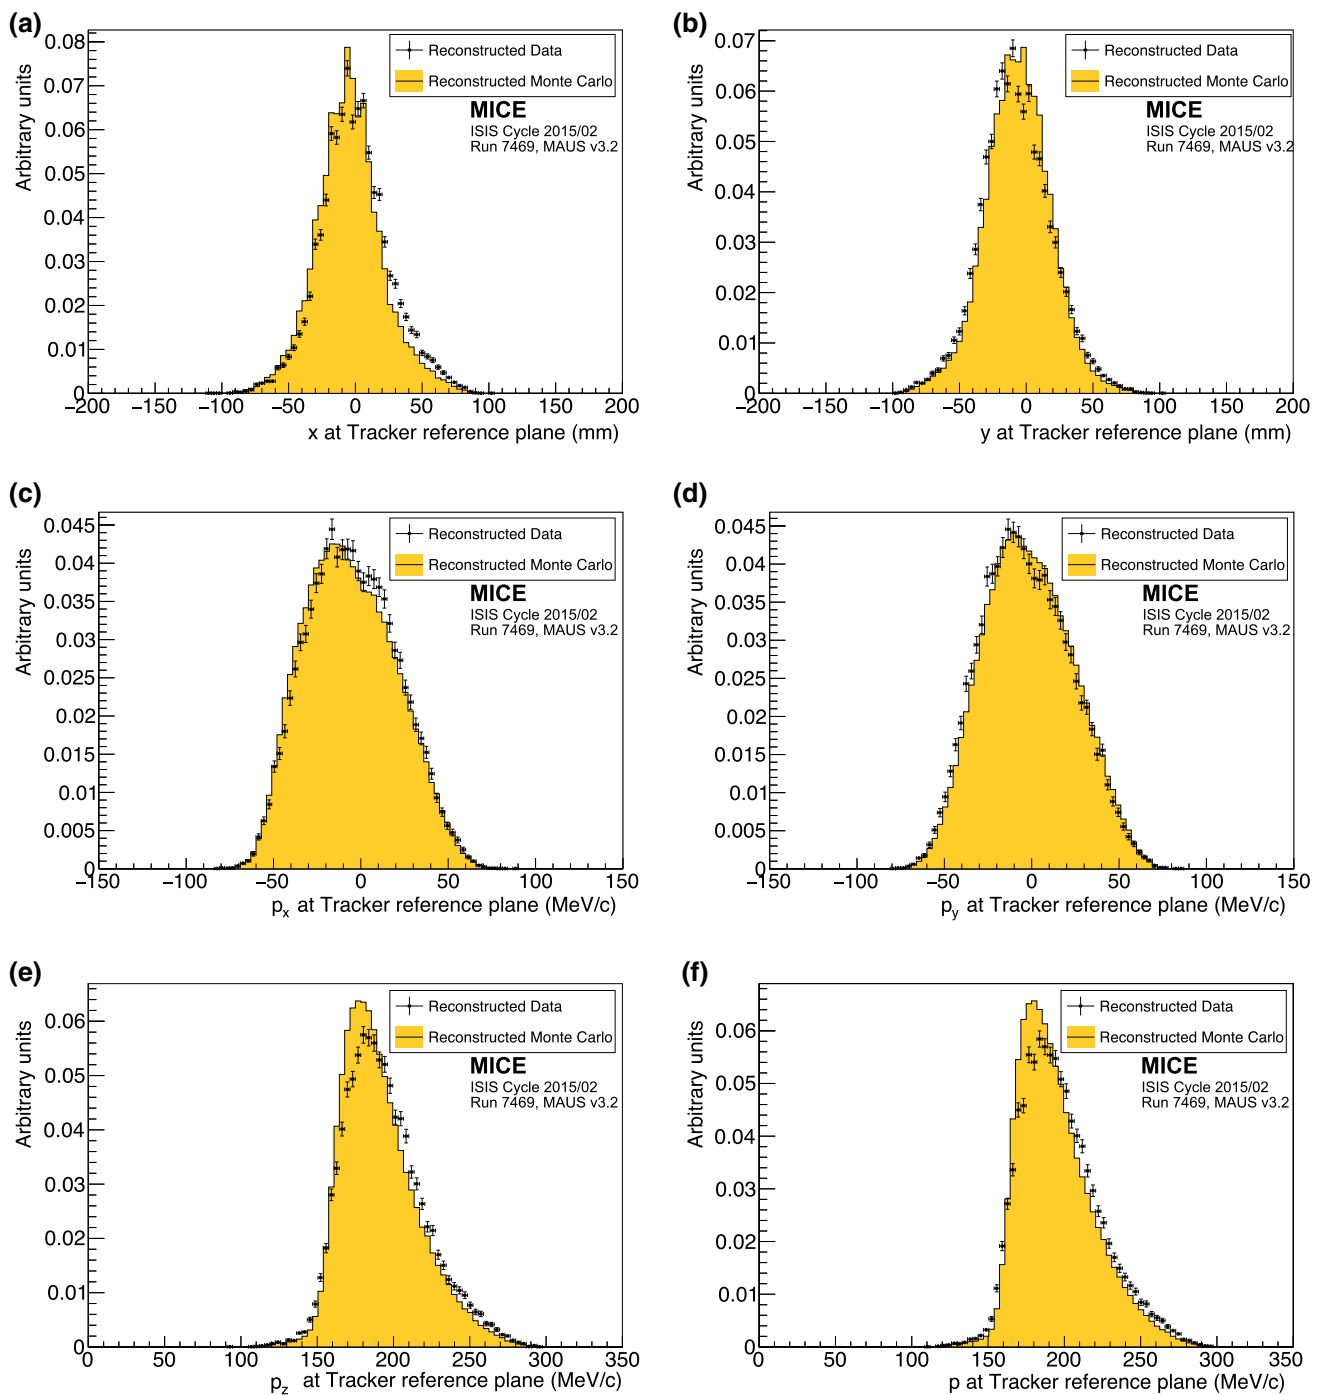 (a)
0.08
0.07
0.06
0.05
0.04
0.03
0.02
0.01
0
Arbitrary units
Reconstructed Data
Reconstructed Monte Carlo
MICE
ISIS Cycle 2015/02
Run 7469, MAUS v3.2
−200 −150 −100 −50 0 50 100 150 200
x at Tracker reference plane (mm)
(b)
0.07
0.06
0.05
0.04
0.03
0.02
0.01
0
Arbitrary units
Reconstructed Data
Reconstructed Monte Carlo
MICE
ISIS Cycle 2015/02
Run 7469, MAUS v3.2
−200 −150 −100 −50 0 50 100 150 200
y at Tracker reference plane (mm)
(c)
0.045
0.04
0.035
0.03
0.025
0.02
0.015
0.01
0.005
0
Arbitrary units
Reconstructed Data
Reconstructed Monte Carlo
MICE
ISIS Cycle 2015/02
Run 7469, MAUS v3.2
−150 −100 −50 0 50 100 150
px at Tracker reference plane (MeV/c)
(d)
0.045
0.04
0.035
0.03
0.025
0.02
0.015
0.01
0.005
0
Arbitrary units
Reconstructed Data
Reconstructed Monte Carlo
MICE
ISIS Cycle 2015/02
Run 7469, MAUS v3.2
−150 −100 −50 0 50 100 150
py at Tracker reference plane (MeV/c)
(e)
0.06
0.05
0.04
0.03
0.02
0.01
0
Arbitrary units
Reconstructed Data
Reconstructed Monte Carlo
MICE
ISIS Cycle 2015/02
Run 7469, MAUS v3.2
0 50 100 150 200 250 300 350
pz at Tracker reference plane (MeV/c)
(f)
0.06
0.05
0.04
0.03
0.02
0.01
0
Arbitrary units
Reconstructed Data
Reconstructed Monte Carlo
MICE
ISIS Cycle 2015/02
Run 7469, MAUS v3.2
0 50 100 150 200 250 300 350
p at Tracker reference plane (MeV/c)